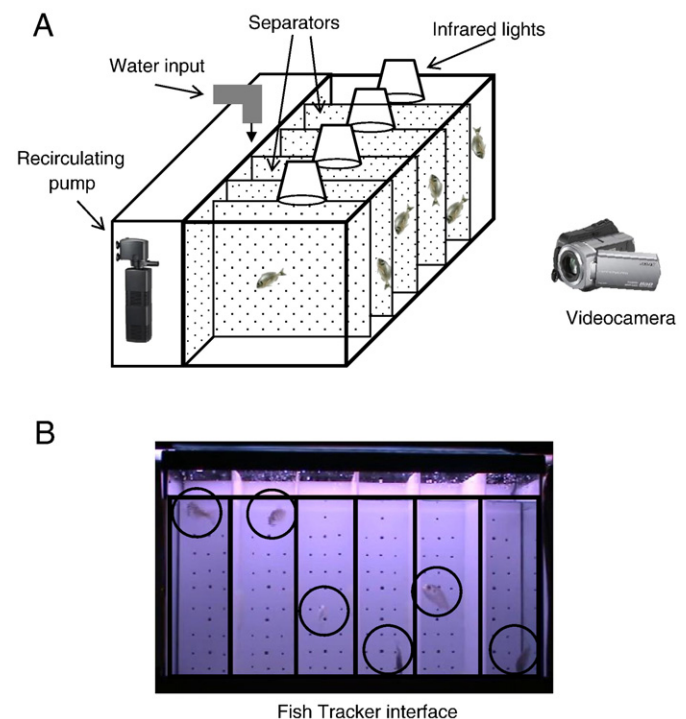 A
Separators
Infrared lights
Water input
Recirculating
pump
Videocamera
B
Fish Tracker interface